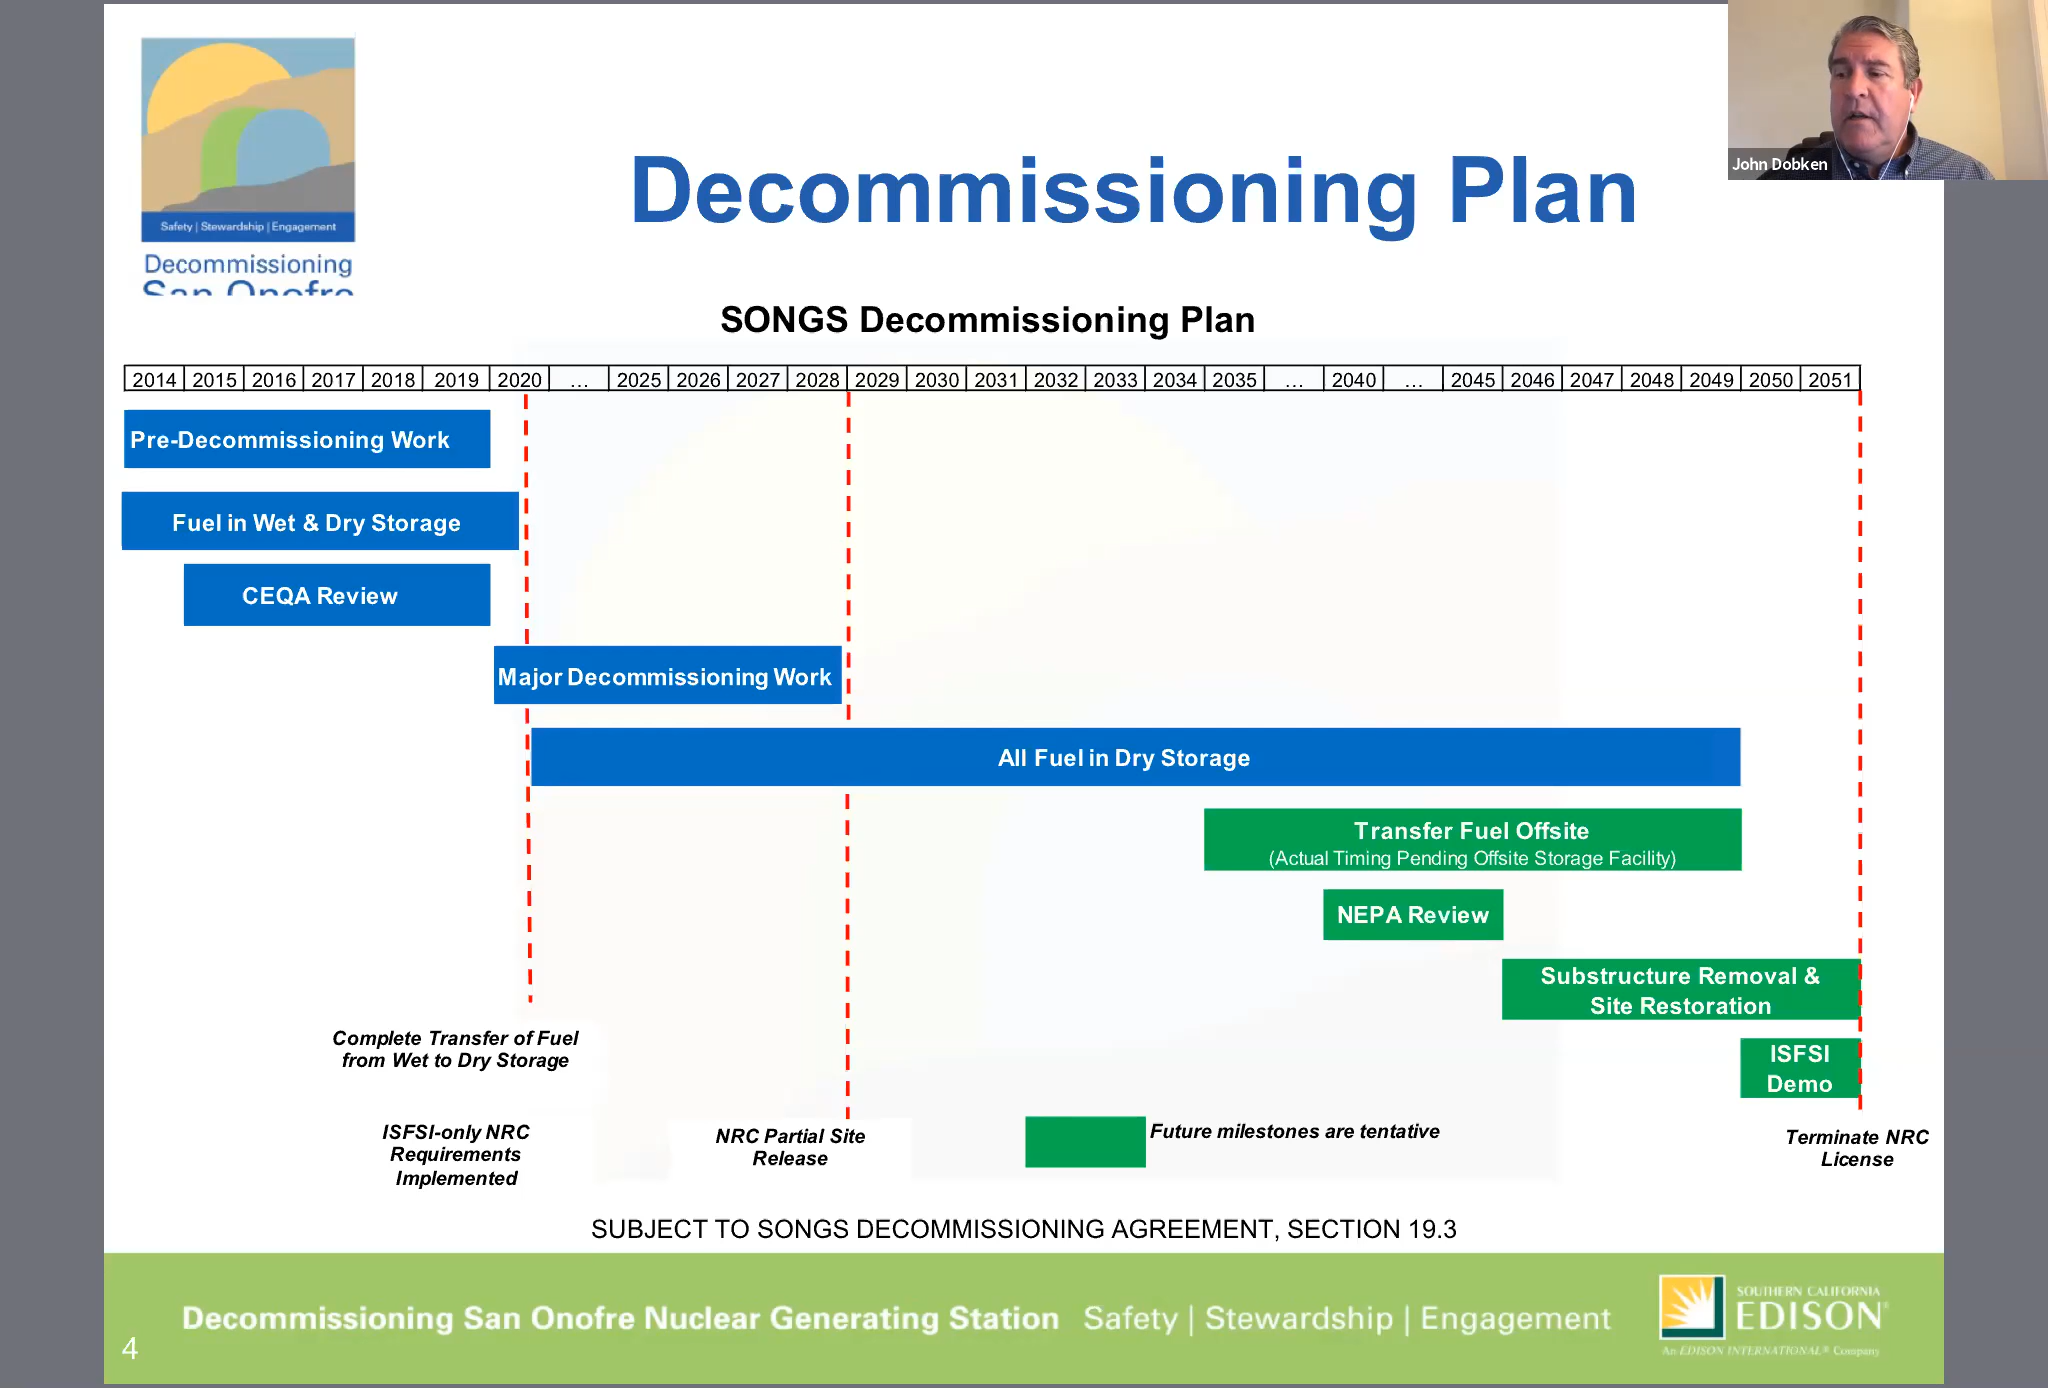 John Dobken
Safety | Stewardship | Engagement
Decommissioning
San Onofre
Decommissioning Plan
SONGS Decommissioning Plan
2014 2015 2016 2017 2018 2019 2020 ... 2025 2026 2027 2028 2029 2030 2031 2032 2033 2034 2035 ... 2040 ... 2045 2046 2047 2048 2049 2050 2051
Pre-Decommissioning Work
Fuel in Wet & Dry Storage
CEQA Review
Major Decommissioning Work
All Fuel in Dry Storage
Transfer Fuel Offsite
(Actual Timing Pending Offsite Storage Facility)
NEPA Review
Substructure Removal &
Site Restoration
ISFSI
Demo
Complete Transfer of Fuel
from Wet to Dry Storage
ISFSI-only NRC
Requirements
Implemented
NRC Partial Site
Release
Future milestones are tentative
Terminate NRC
License
SUBJECT TO SONGS DECOMMISSIONING AGREEMENT, SECTION 19.3
Decommissioning San Onofre Nuclear Generating Station Safety | Stewardship | Engagement
SOUTHERN CALIFORNIA
EDISON®
An EDISON INTERNATIONAL® Company
4